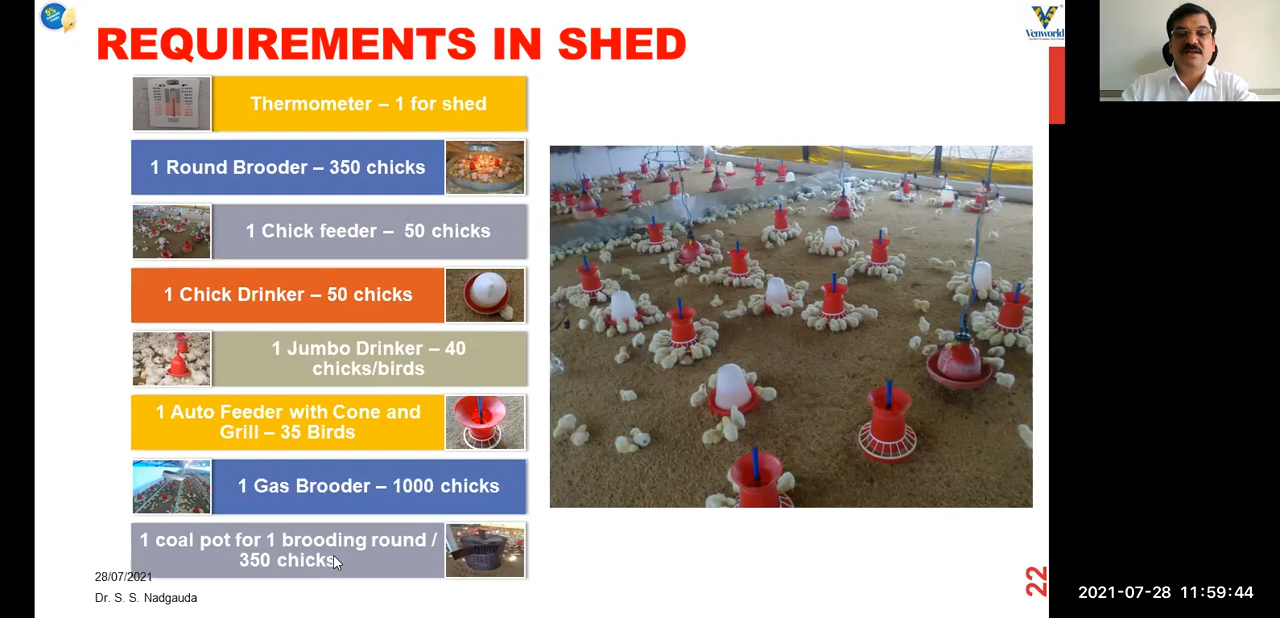 5%
REQUIREMENTS IN SHED
Venworld
Thermometer – 1 for shed
1 Round Brooder – 350 chicks
1 Chick feeder – 50 chicks
1 Chick Drinker – 50 chicks
1 Jumbo Drinker – 40
chicks/birds
1 Auto Feeder with Cone and
Grill – 35 Birds
1 Gas Brooder – 1000 chicks
1 coal pot for 1 brooding round /
350 chicks
28/07/2021
Dr. S. S. Nadgauda
22
2021-07-28 11:59:44